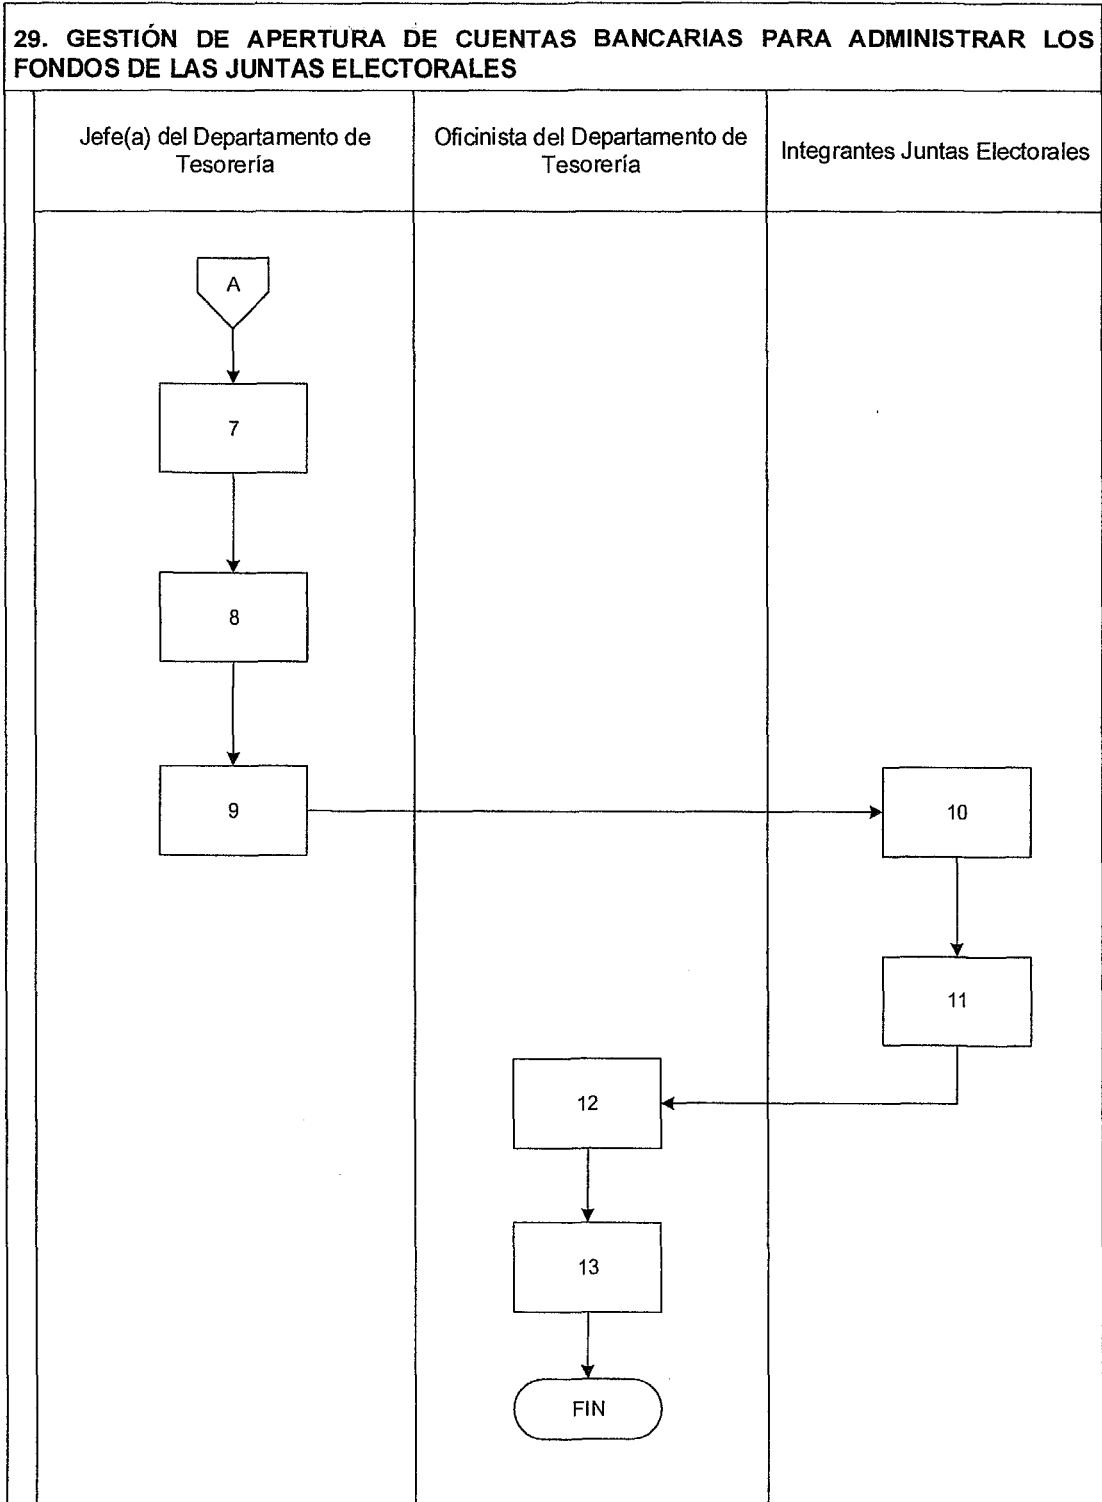 29. GESTIÓN DE APERTURA DE CUENTAS BANCARIAS PARA ADMINISTRAR LOS
FONDOS DE LAS JUNTAS ELECTORALES
Jefe(a) del Departamento de
Tesorería
Oficinista del Departamento de
Tesorería
Integrantes Juntas Electorales
A
7
8
9
10
11
12
13
FIN